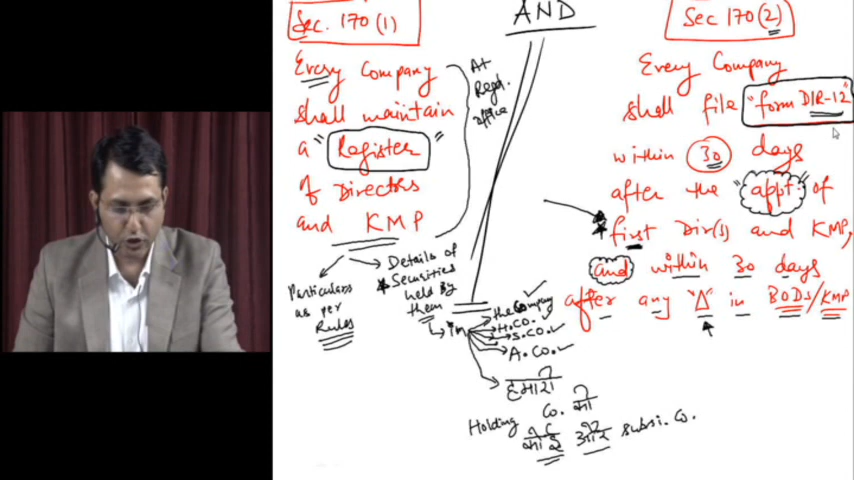 AND
Sec. 170 (1)
Every Company
shall maintain
a "Register"
of Directors
and KMP
At
Regd.
office
Particulars
as per
Rules
Details of
Securities
held by
them
in
the Company
H. CO.
S. CO.
A. CO.
Holding Co.
subsi. Co.
Sec 170 (2)
Every Company
shall file "form DIR-12"
within 30 days
after the "appt." of
first Dir(s) and KMP,
and within 30 days
after any "Δ" in BODs/KMP